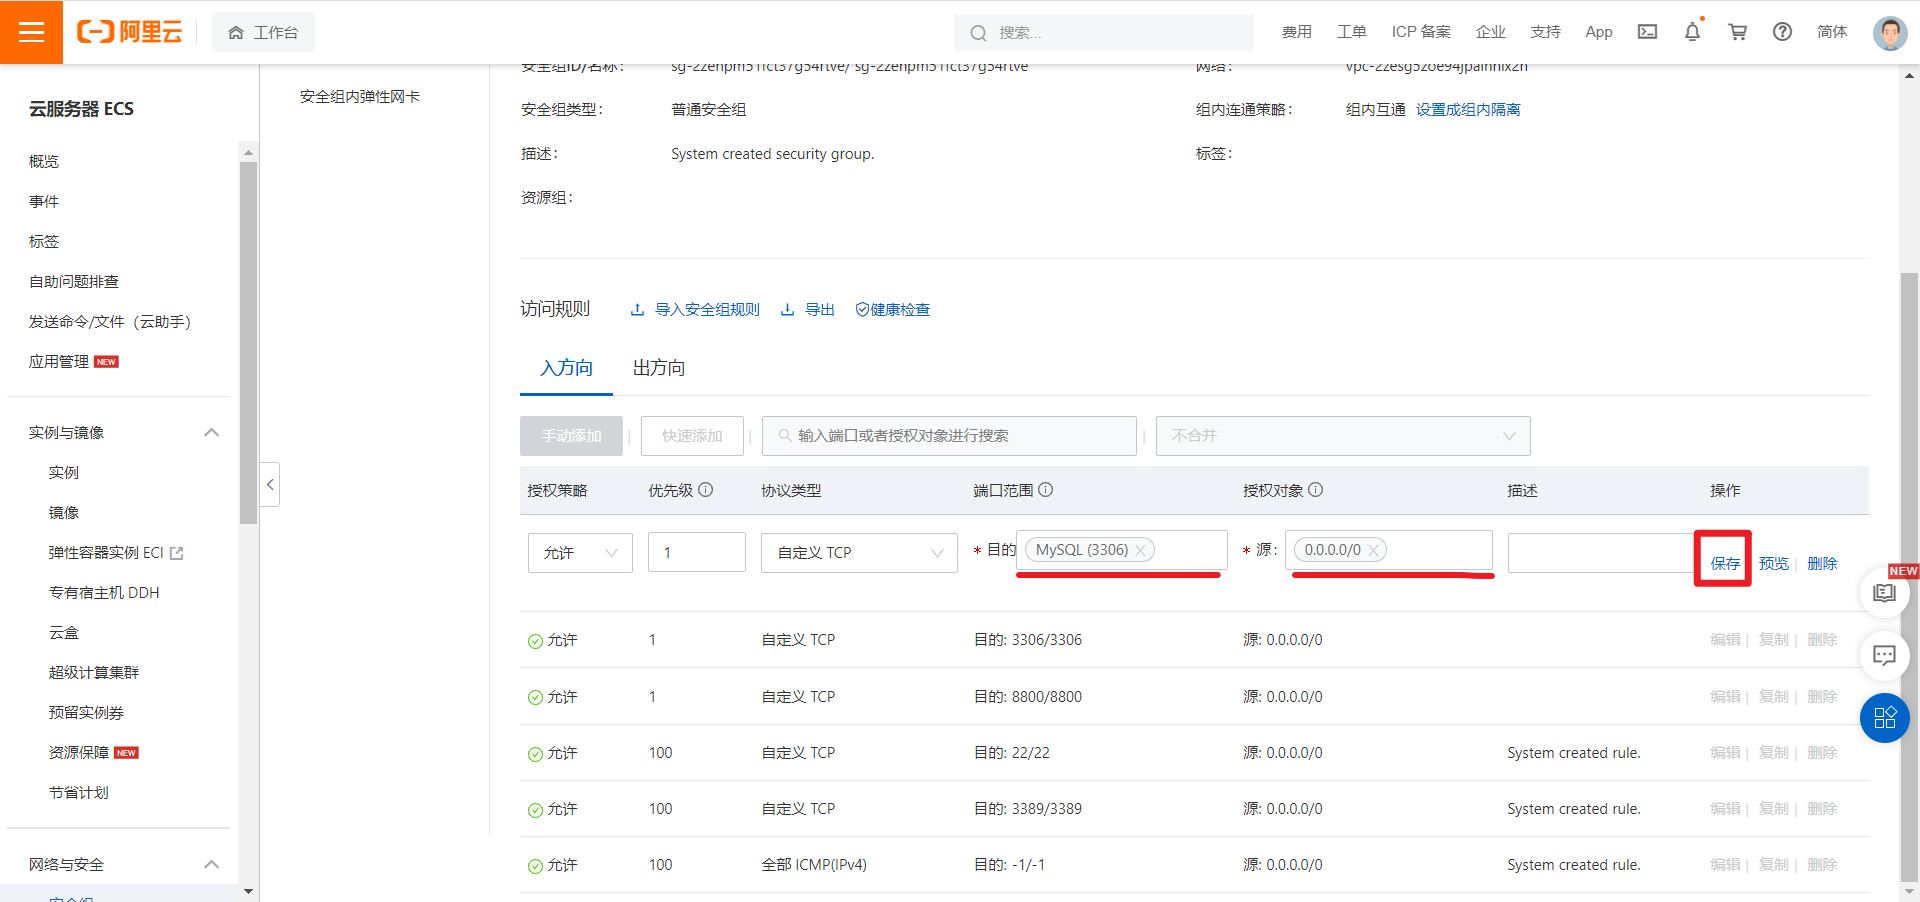 阿里云
工作台
搜索...
费用
工单
ICP 备案
企业
支持
App
简体
云服务器 ECS
概览
事件
标签
自助问题排查
发送命令/文件（云助手）
应用管理 NEW
实例与镜像
实例
镜像
弹性容器实例 ECI
专有宿主机 DDH
云盒
超级计算集群
预留实例券
资源保障 NEW
节省计划
网络与安全
安全组
安全组内弹性网卡
安全组ID/名称:
网络:
安全组类型: 普通安全组
组内连通策略: 组内互通 设置成组内隔离
描述: System created security group.
标签:
资源组:
访问规则 导入安全组规则 导出 健康检查
入方向 出方向
手动添加 | 快速添加 | 输入端口或者授权对象进行搜索 | 不合并
授权策略 优先级 协议类型 端口范围 授权对象 描述 操作
允许 1 自定义 TCP * 目的 MySQL (3306) * 源: 0.0.0.0/0 保存 预览 | 删除
允许 1 自定义 TCP 目的: 3306/3306 源: 0.0.0.0/0 编辑 | 复制 | 删除
允许 1 自定义 TCP 目的: 8800/8800 源: 0.0.0.0/0 编辑 | 复制 | 删除
允许 100 自定义 TCP 目的: 22/22 源: 0.0.0.0/0 System created rule. 编辑 | 复制 | 删除
允许 100 自定义 TCP 目的: 3389/3389 源: 0.0.0.0/0 System created rule. 编辑 | 复制 | 删除
允许 100 全部 ICMP(IPv4) 目的: -1/-1 源: 0.0.0.0/0 System created rule. 编辑 | 复制 | 删除
NEW